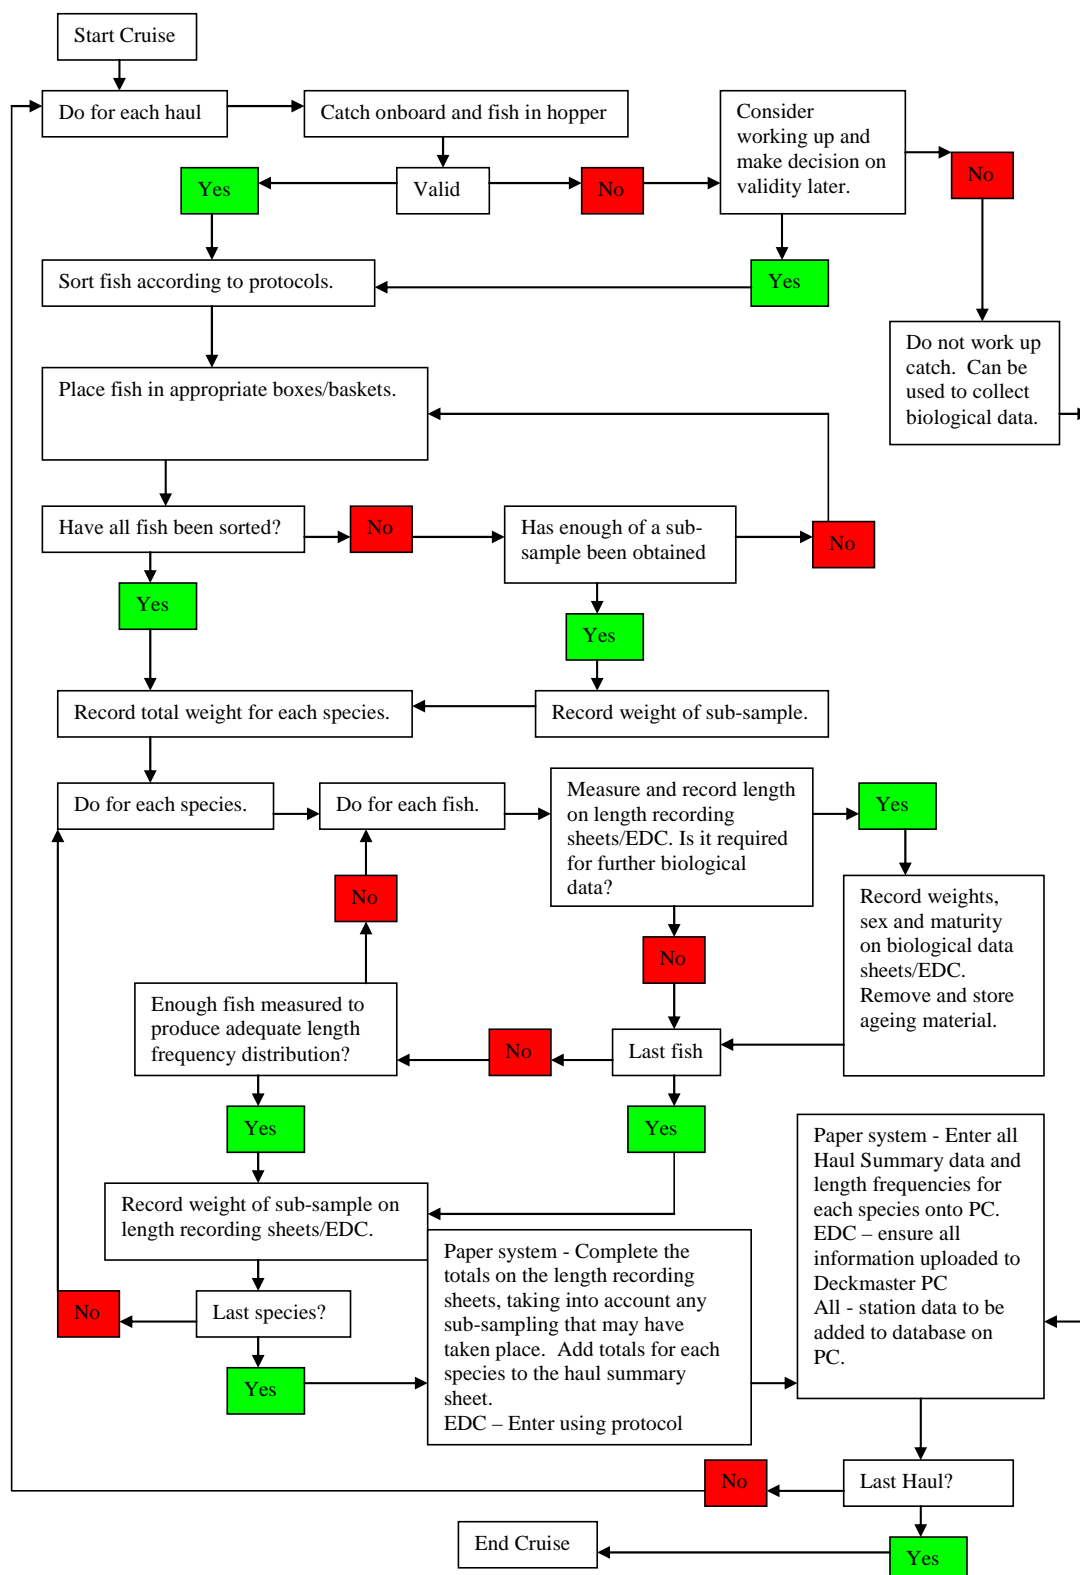 Start Cruise
Do for each haul
Catch onboard and fish in hopper
Consider
working up and
make decision on
validity later.
Yes
Valid
No
No
Sort fish according to protocols.
Yes
Do not work up
catch.  Can be
used to collect
biological data.
Place fish in appropriate boxes/baskets.
Have all fish been sorted?
No
Has enough of a sub-
sample been obtained
No
Yes
Yes
Record total weight for each species.
Record weight of sub-sample.
Do for each species.
Do for each fish.
Measure and record length
on length recording
sheets/EDC. Is it required
for further biological
data?
Yes
No
Record weights,
sex and maturity
on biological data
sheets/EDC.
Remove and store
ageing material.
No
Enough fish measured to
produce adequate length
frequency distribution?
No
Last fish
Yes
Yes
Paper system - Enter all
Haul Summary data and
length frequencies for
each species onto PC.
EDC – ensure all
information uploaded to
Deckmaster PC
All - station data to be
added to database on
PC.
Record weight of sub-sample on
length recording sheets/EDC.
Paper system - Complete the
totals on the length recording
sheets, taking into account any
sub-sampling that may have
taken place.  Add totals for each
species to the haul summary
sheet.
EDC – Enter using protocol
No
Last species?
Yes
No
Last Haul?
End Cruise
Yes